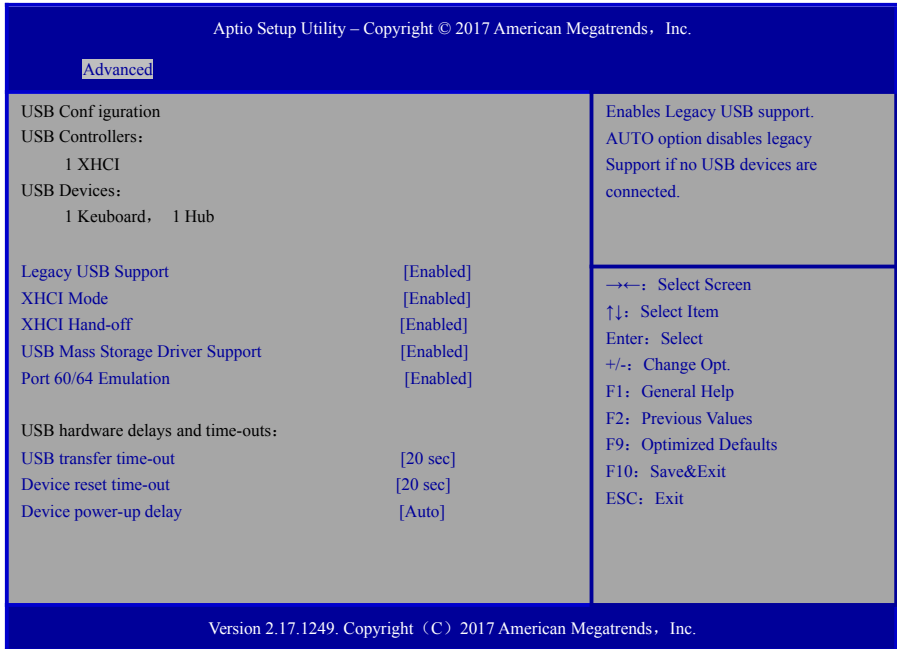 Aptio Setup Utility – Copyright © 2017 American Megatrends，Inc.
Advanced
USB Conf iguration
USB Controllers：
1 XHCI
USB Devices：
1 Keuboard， 1 Hub
Legacy USB Support [Enabled]
XHCI Mode [Enabled]
XHCI Hand-off [Enabled]
USB Mass Storage Driver Support [Enabled]
Port 60/64 Emulation [Enabled]
USB hardware delays and time-outs：
USB transfer time-out [20 sec]
Device reset time-out [20 sec]
Device power-up delay [Auto]
Enables Legacy USB support.
AUTO option disables legacy
Support if no USB devices are
connected.
→←：Select Screen
↑↓：Select Item
Enter：Select
+/-：Change Opt.
F1：General Help
F2：Previous Values
F9：Optimized Defaults
F10：Save&Exit
ESC：Exit
Version 2.17.1249. Copyright（C）2017 American Megatrends，Inc.